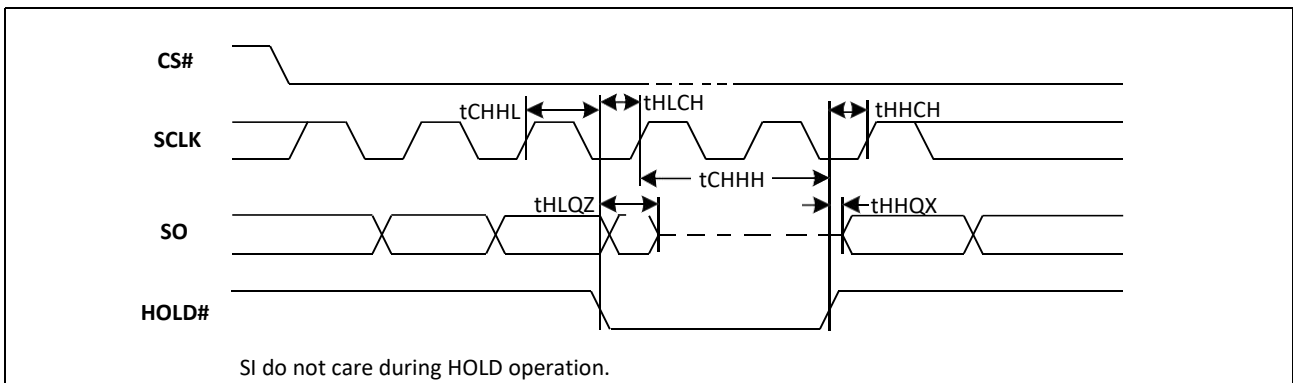 CS#
tCHHL
tHLCH
tHHCH
SCLK
tCHHH
tHLQZ
tHHQX
SO
HOLD#
SI do not care during HOLD operation.